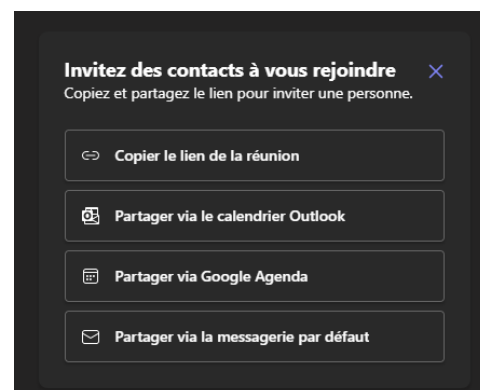 Invitez des contacts à vous rejoindre
Copiez et partagez le lien pour inviter une personne.
Copier le lien de la réunion
Partager via le calendrier Outlook
Partager via Google Agenda
Partager via la messagerie par défaut